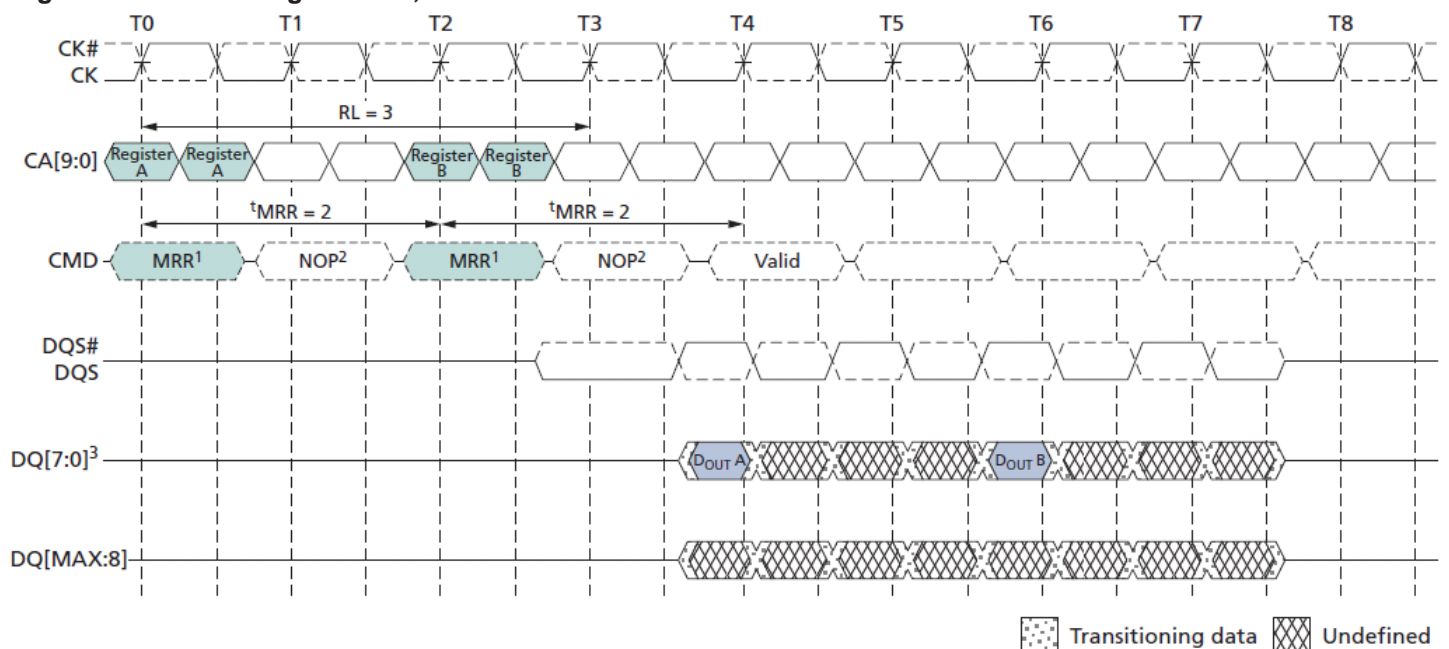 T0 T1 T2 T3 T4 T5 T6 T7 T8
CK#
CK
RL = 3
CA[9:0] Register A Register A Register B Register B
tMRR = 2 tMRR = 2
CMD MRR1 NOP2 MRR1 NOP2 Valid
DQS#
DQS
DQ[7:0]3 DOUT A DOUT B
DQ[MAX:8]
Transitioning data Undefined